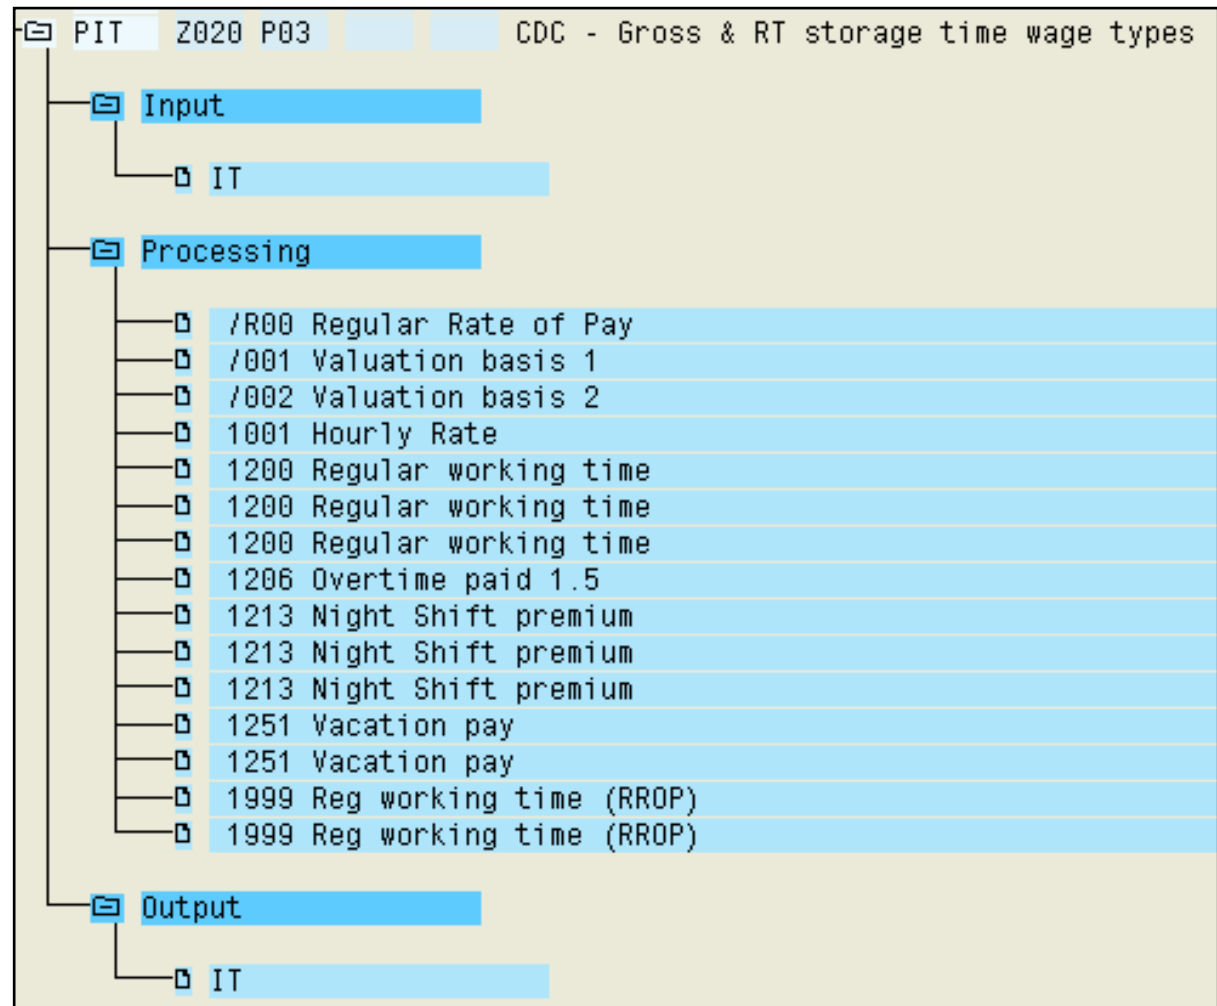 PIT Z020 P03 CDC - Gross & RT storage time wage types
Input
IT
Processing
/R00 Regular Rate of Pay
/001 Valuation basis 1
/002 Valuation basis 2
1001 Hourly Rate
1200 Regular working time
1200 Regular working time
1200 Regular working time
1206 Overtime paid 1.5
1213 Night Shift premium
1213 Night Shift premium
1213 Night Shift premium
1251 Vacation pay
1251 Vacation pay
1999 Reg working time (RROP)
1999 Reg working time (RROP)
Output
IT